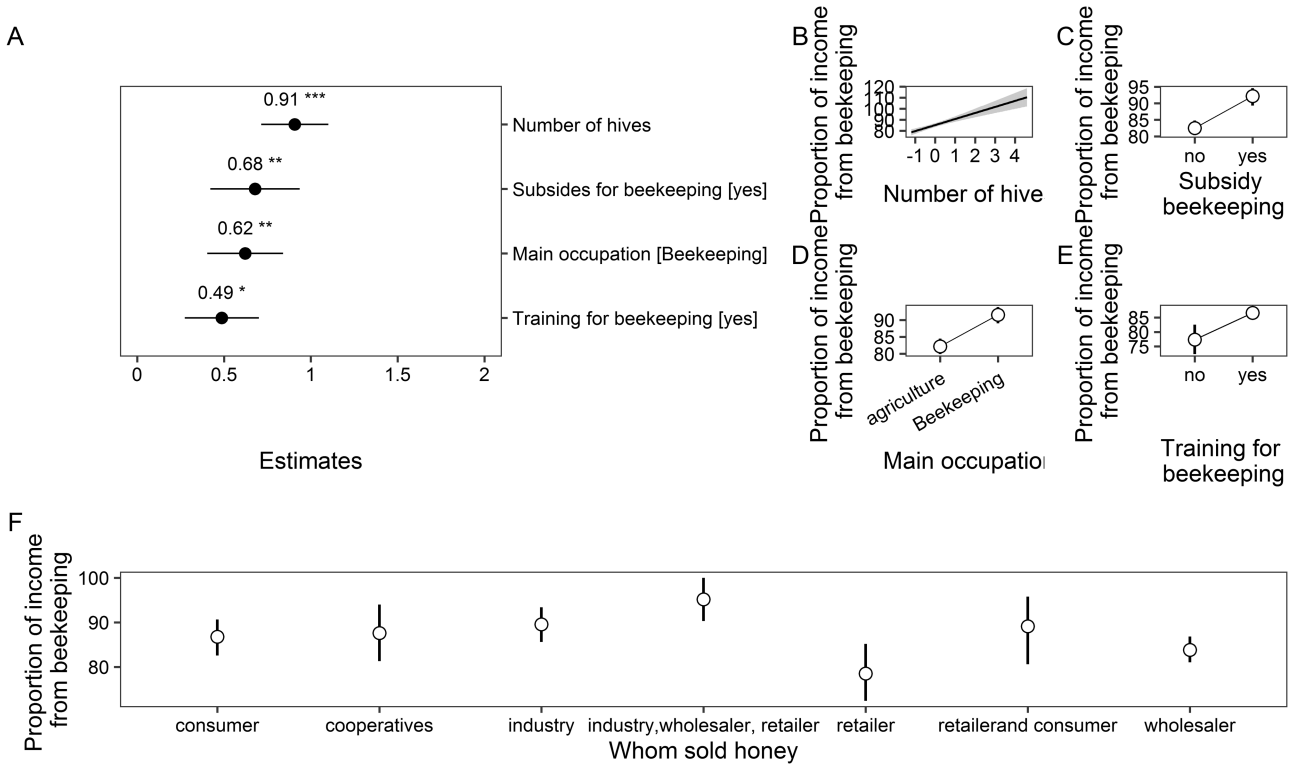 A
0.91 ***
0.68 **
0.62 **
0.49 *
Number of hives
Subsides for beekeeping [yes]
Main occupation [Beekeeping]
Training for beekeeping [yes]
0 0.5 1 1.5 2
Estimates
B
Proportion of income
from beekeeping
120
110
100
90
80
-1 0 1 2 3 4
Number of hive
C
Proportion of income
from beekeeping
95
90
85
80
no yes
Subsidy
beekeeping
D
Proportion of income
from beekeeping
90
85
80
agriculture
Beekeeping
Main occupation
E
Proportion of income
from beekeeping
85
80
75
no yes
Training for
beekeeping
F
Proportion of income
from beekeeping
100
90
80
consumer cooperatives industry industry,wholesaler, retailer retailer retailerand consumer wholesaler
Whom sold honey